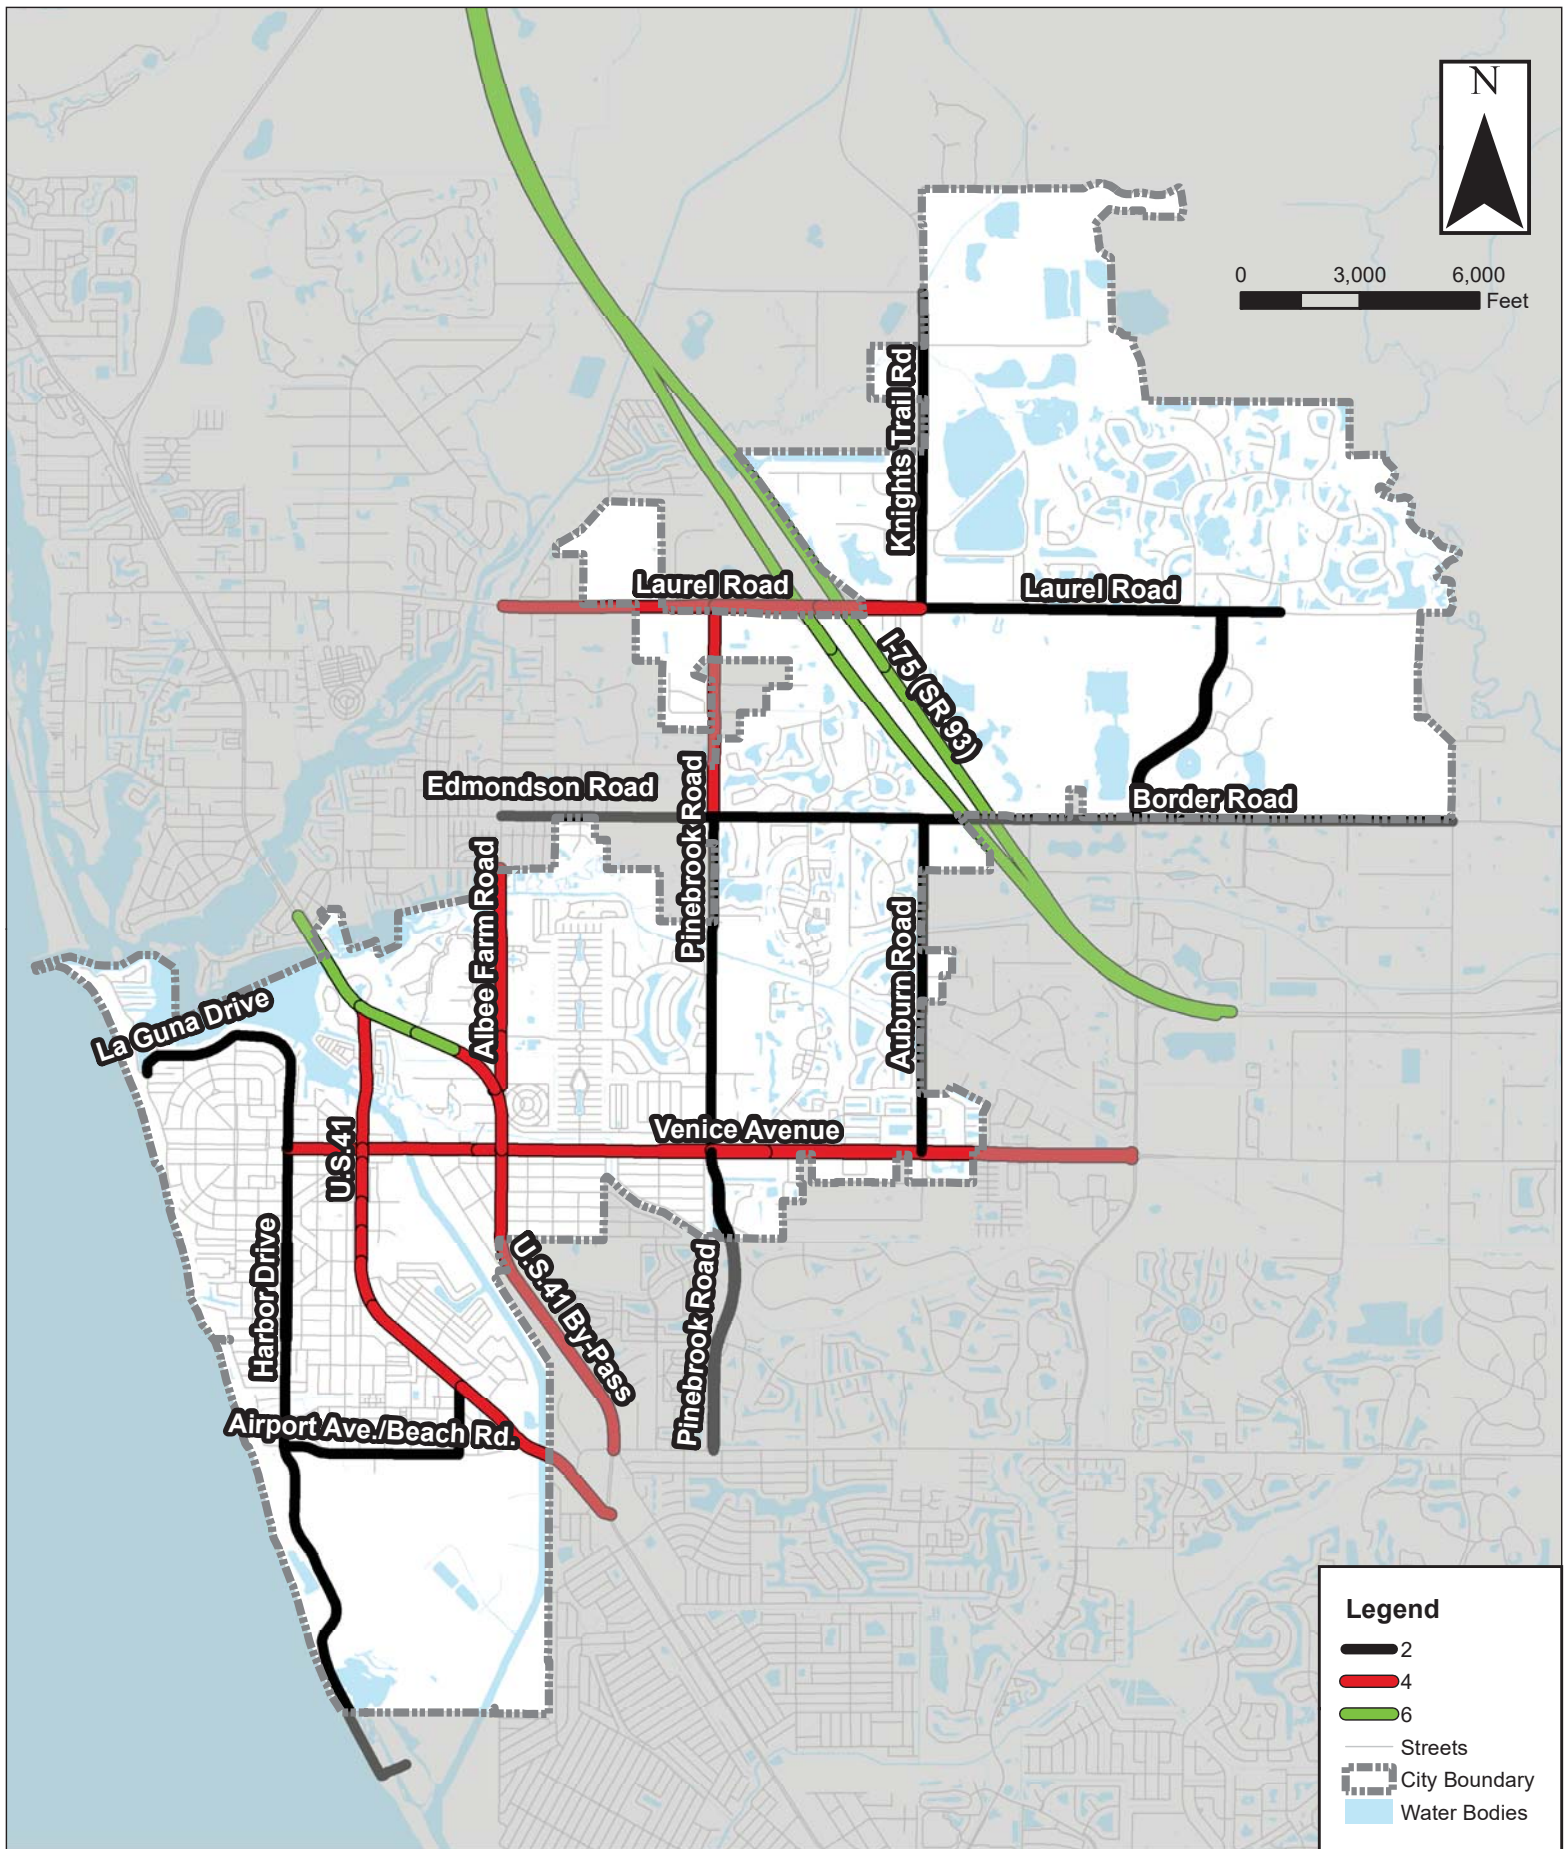 N
0 3,000 6,000
Feet
Knights Trail Rd
Laurel Road
Laurel Road
I-75 (SR 93)
Edmondson Road
Pinebrook Road
Border Road
Albee Farm Road
Auburn Road
La Guna Drive
U.S.41
Venice Avenue
Harbor Drive
U.S.41 By-Pass
Pinebrook Road
Airport Ave./Beach Rd.
Legend
2
4
6
Streets
City Boundary
Water Bodies